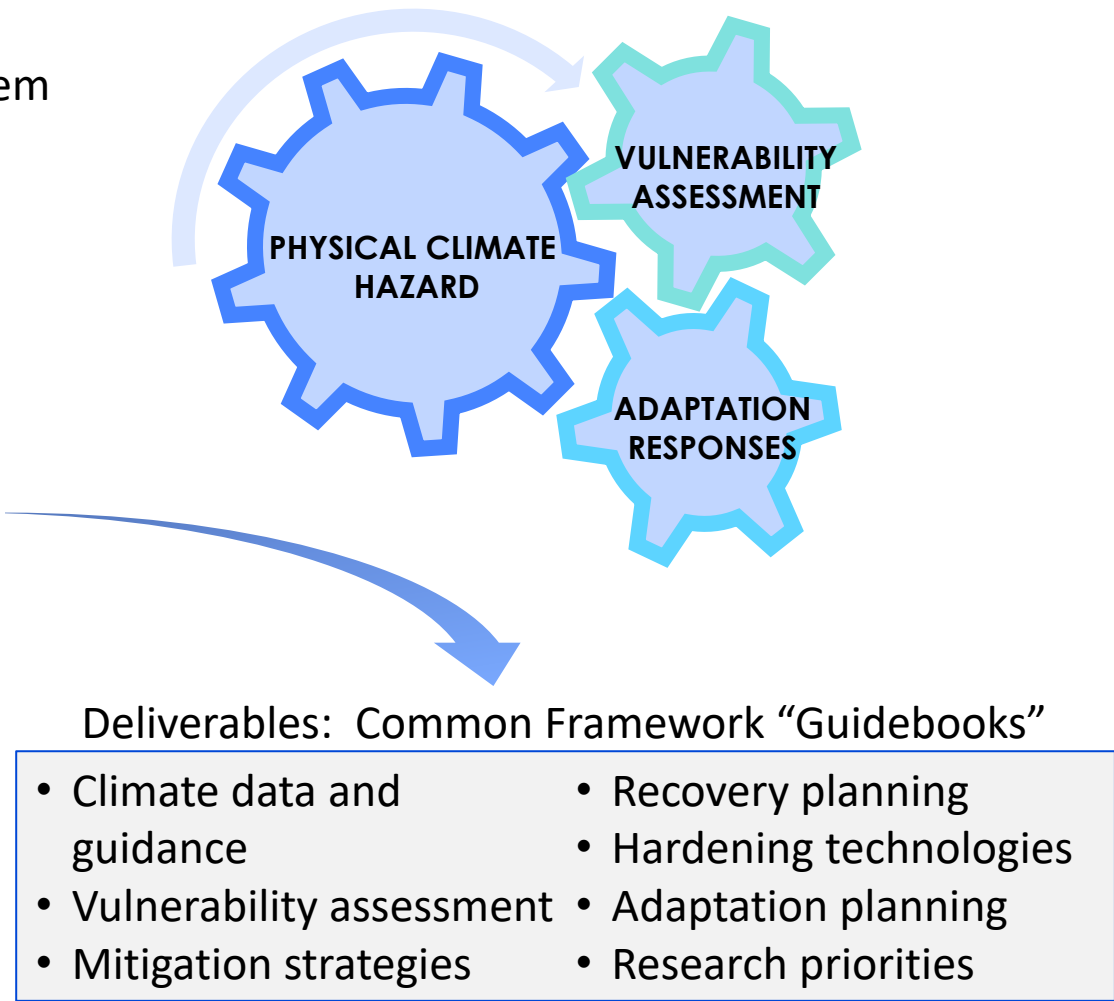 em
PHYSICAL CLIMATE
HAZARD
VULNERABILITY
ASSESSMENT
ADAPTATION
RESPONSES
Deliverables:  Common Framework “Guidebooks”
• Climate data and
guidance
• Vulnerability assessment
• Mitigation strategies
• Recovery planning
• Hardening technologies
• Adaptation planning
• Research priorities